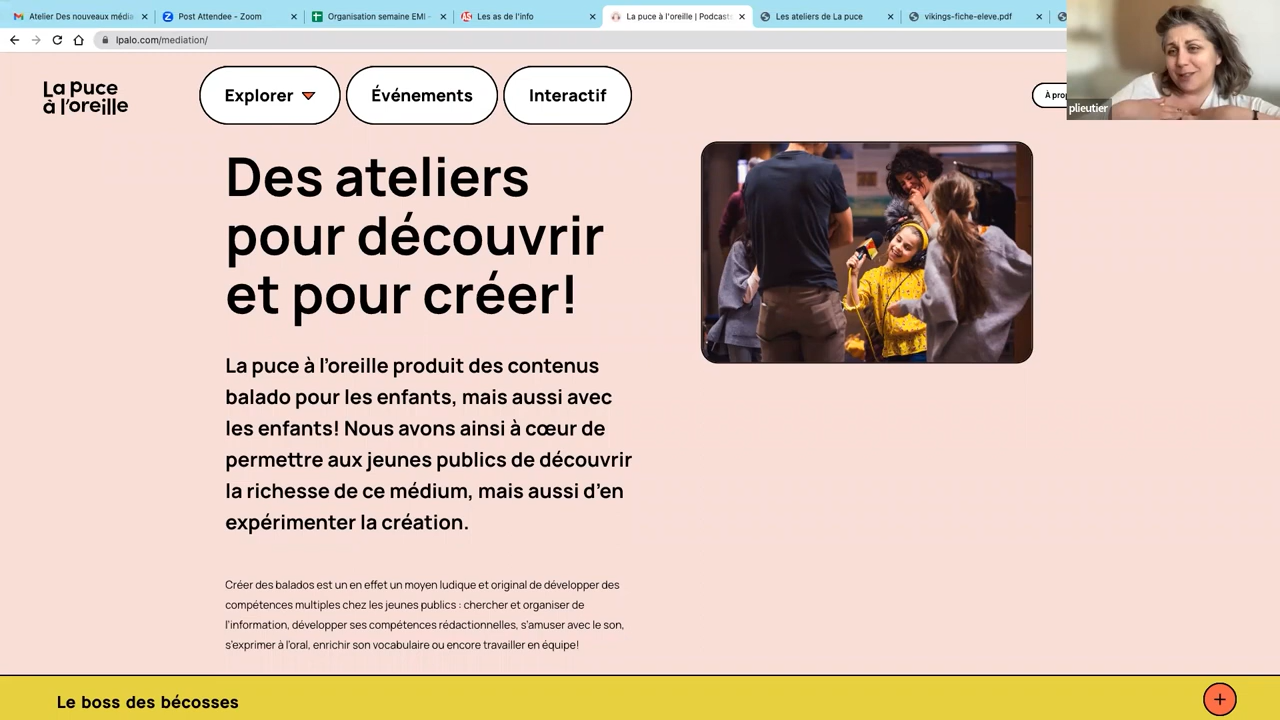 Atelier Des nouveaux média
Post Attendee - Zoom
Organisation semaine EMI -
Les as de l'info
La puce à l'oreille | Podcast
Les ateliers de La puce
vikings-fiche-eleve.pdf
lpalo.com/mediation/
plieutier
La puce
à l'oreille
Explorer
Événements
Interactif
Des ateliers
pour découvrir
et pour créer!
La puce à l'oreille produit des contenus
balado pour les enfants, mais aussi avec
les enfants! Nous avons ainsi à cœur de
permettre aux jeunes publics de découvrir
la richesse de ce médium, mais aussi d'en
expérimenter la création.
Créer des balados est un en effet un moyen ludique et original de développer des
compétences multiples chez les jeunes publics : chercher et organiser de
l'information, développer ses compétences rédactionnelles, s'amuser avec le son,
s'exprimer à l'oral, enrichir son vocabulaire ou encore travailler en équipe!
Le boss des bécosses